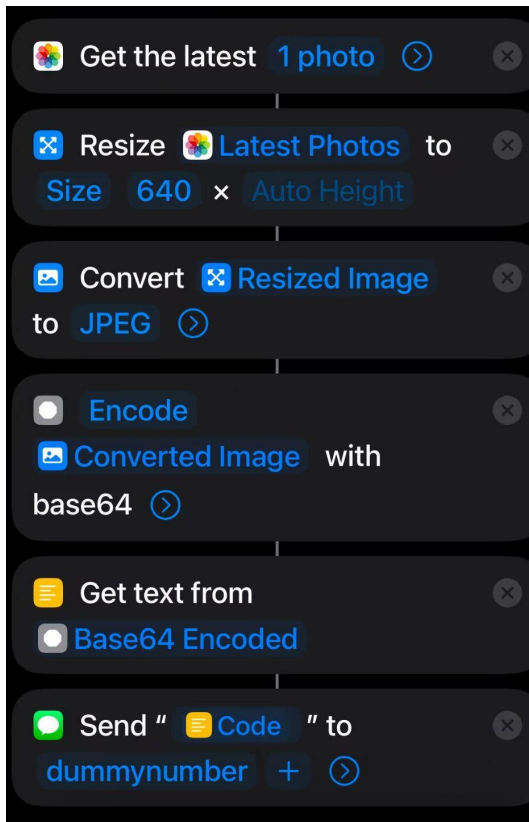 Get the latest 1 photo
Resize Latest Photos to
Size 640 × Auto Height
Convert Resized Image
to JPEG
Encode
Converted Image with
base64
Get text from
Base64 Encoded
Send “ Code ” to
dummynumber +